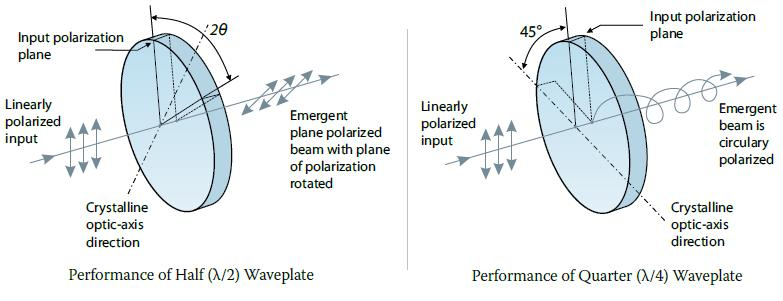 Input polarization
plane
2θ
Linearly
polarized
input
Emergent
plane polarized
beam with plane
of polarization
rotated
Crystalline
optic-axis
direction
Performance of Half (λ/2) Waveplate
45°
Input polarization
plane
Linearly
polarized
input
Emergent
beam is
circulary
polarized
Crystalline
optic-axis
direction
Performance of Quarter (λ/4) Waveplate